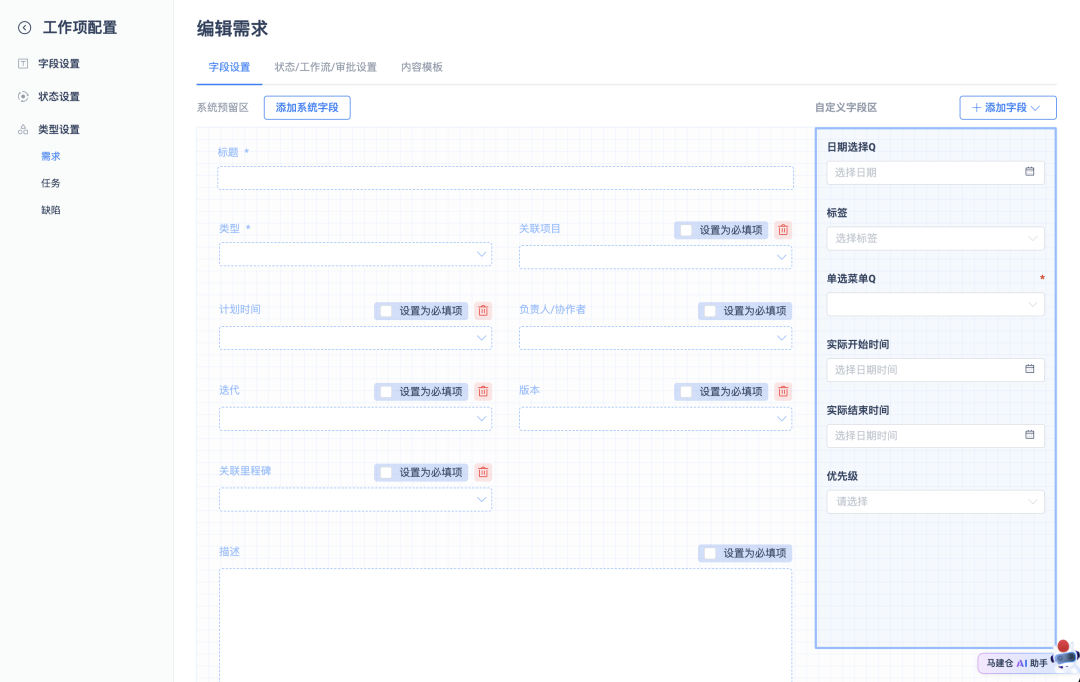 工作项配置
字段设置
状态设置
类型设置
需求
任务
缺陷
编辑需求
字段设置 状态/工作流/审批设置 内容模板
系统预留区 添加系统字段
标题 *
类型 *
关联项目 设置为必填项
计划时间 设置为必填项
负责人/协作者 设置为必填项
迭代 设置为必填项
版本 设置为必填项
关联里程碑 设置为必填项
描述 设置为必填项
自定义字段区 添加字段
日期选择Q
选择日期
标签
选择标签
单选菜单Q *
实际开始时间
选择日期时间
实际结束时间
选择日期时间
优先级
请选择
马建仓 AI 助手